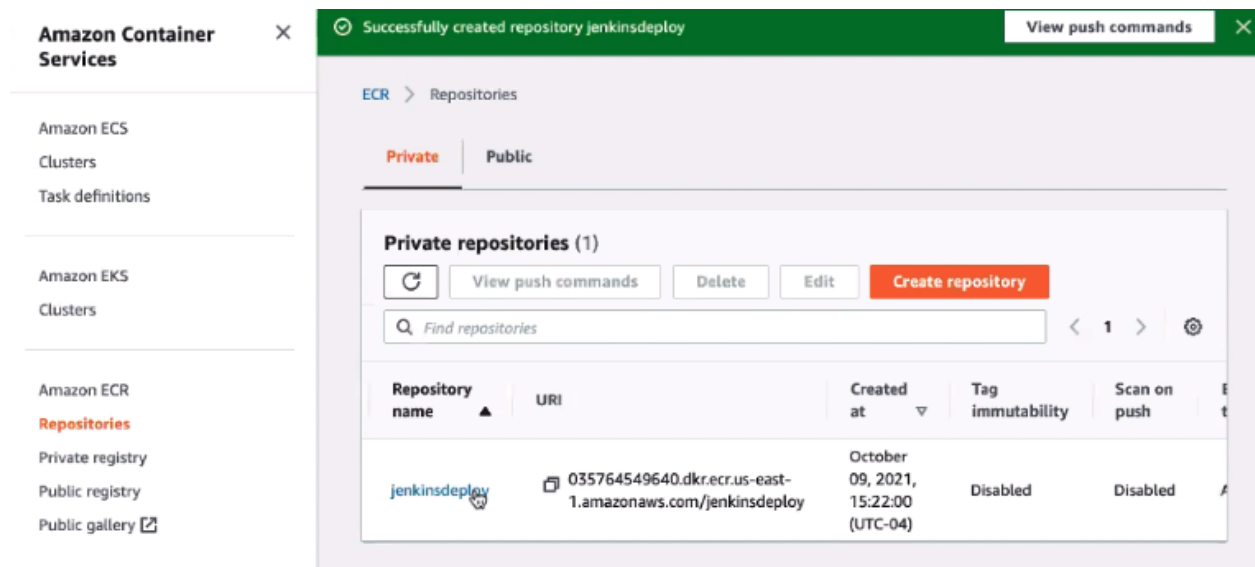 Amazon Container
Services
Amazon ECS
Clusters
Task definitions
Amazon EKS
Clusters
Amazon ECR
Repositories
Private registry
Public registry
Public gallery
Successfully created repository jenkinsdeploy
View push commands
ECR > Repositories
Private
Public
Private repositories (1)
View push commands
Delete
Edit
Create repository
Find repositories
< 1 >
Repository
name
URI
Created
at
Tag
immutability
Scan on
push
jenkinsdeploy
035764549640.dkr.ecr.us-east-
1.amazonaws.com/jenkinsdeploy
October
09, 2021,
15:22:00
(UTC-04)
Disabled
Disabled